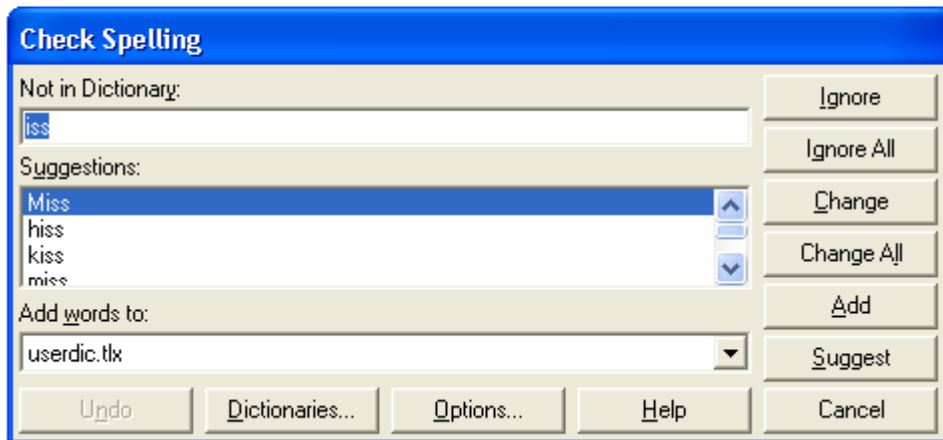 Check Spelling
Not in Dictionary:
iss
Suggestions:
Miss
hiss
kiss
miss
Add words to:
userdic.tlx
Ignore
Ignore All
Change
Change All
Add
Suggest
Undo
Dictionaries...
Options...
Help
Cancel